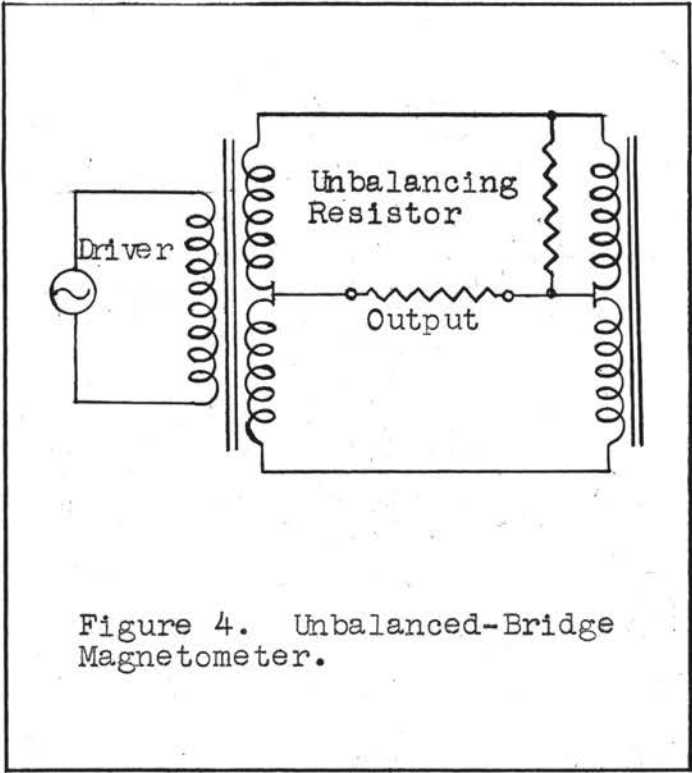 Unbalancing
Resistor
Driver
Output
Figure 4. Unbalanced-Bridge
Magnetometer.